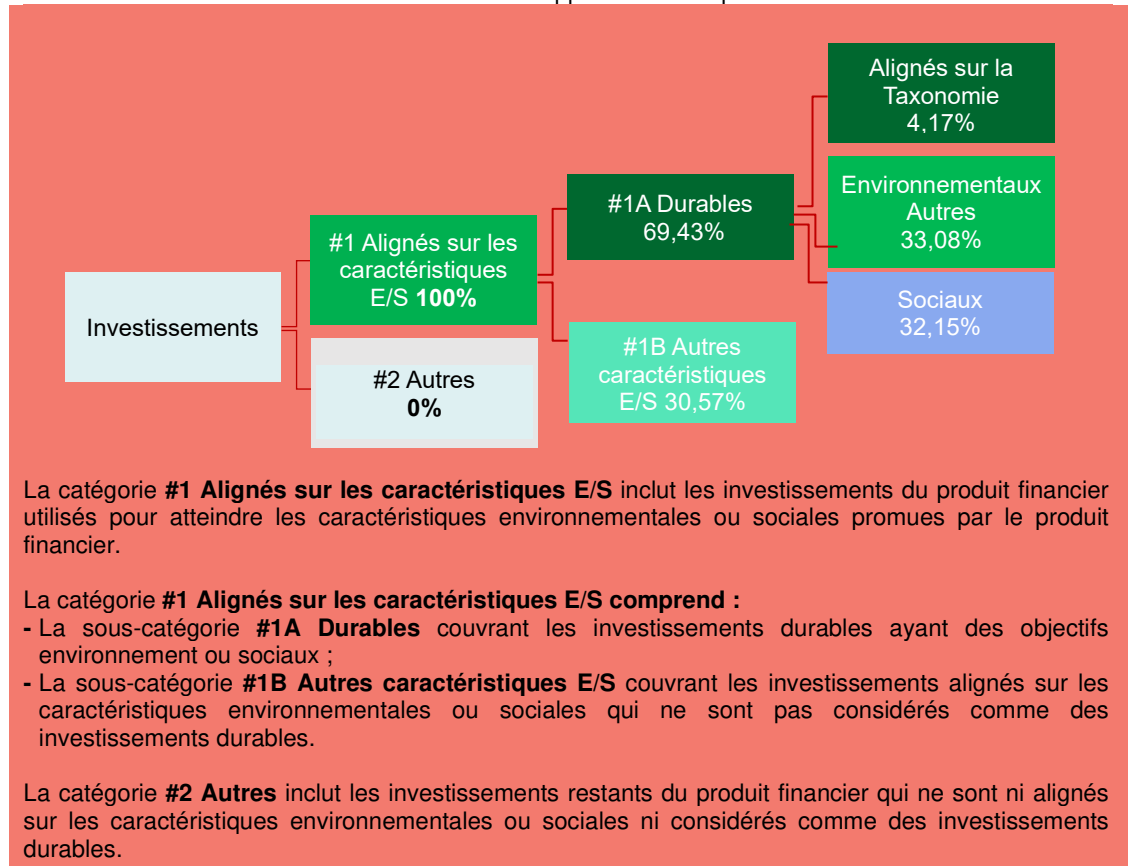 Alignés sur la
Taxonomie
4,17%
Environnementaux
Autres
33,08%
#1A Durables
69,43%
#1 Alignés sur les
caractéristiques
E/S 100%
Sociaux
32,15%
Investissements
#1B Autres
caractéristiques
E/S 30,57%
#2 Autres
0%
La catégorie #1 Alignés sur les caractéristiques E/S inclut les investissements du produit financier
utilisés pour atteindre les caractéristiques environnementales ou sociales promues par le produit
financier.
La catégorie #1 Alignés sur les caractéristiques E/S comprend :
- La sous-catégorie #1A Durables couvrant les investissements durables ayant des objectifs
environnement ou sociaux ;
- La sous-catégorie #1B Autres caractéristiques E/S couvrant les investissements alignés sur les
caractéristiques environnementales ou sociales qui ne sont pas considérés comme des
investissements durables.
La catégorie #2 Autres inclut les investissements restants du produit financier qui ne sont ni alignés
sur les caractéristiques environnementales ou sociales ni considérés comme des investissements
durables.